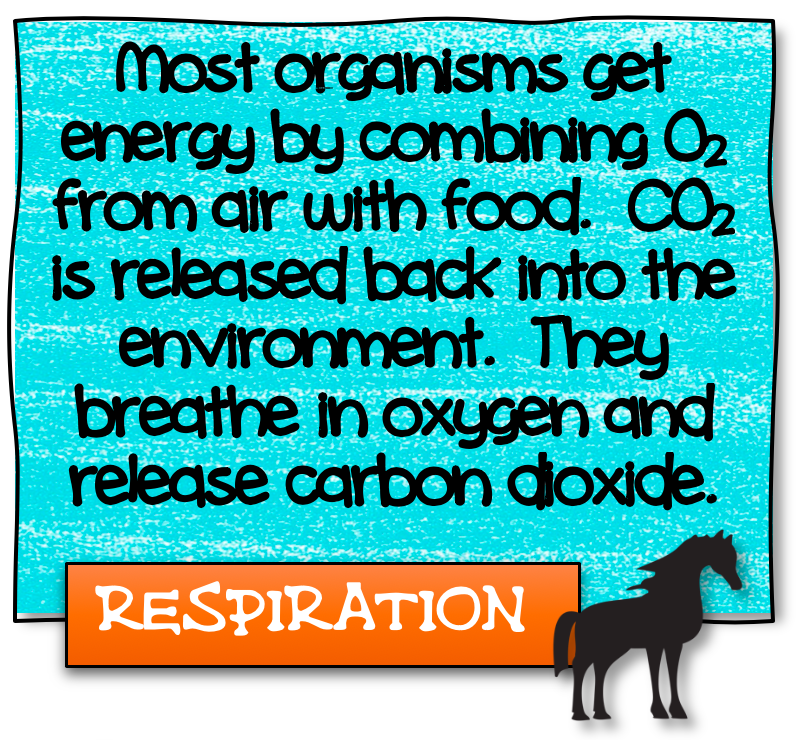 Most organisms get
energy by combining O₂
from air with food. CO₂
is released back into the
environment. They
breathe in oxygen and
release carbon dioxide.
RESPIRATION